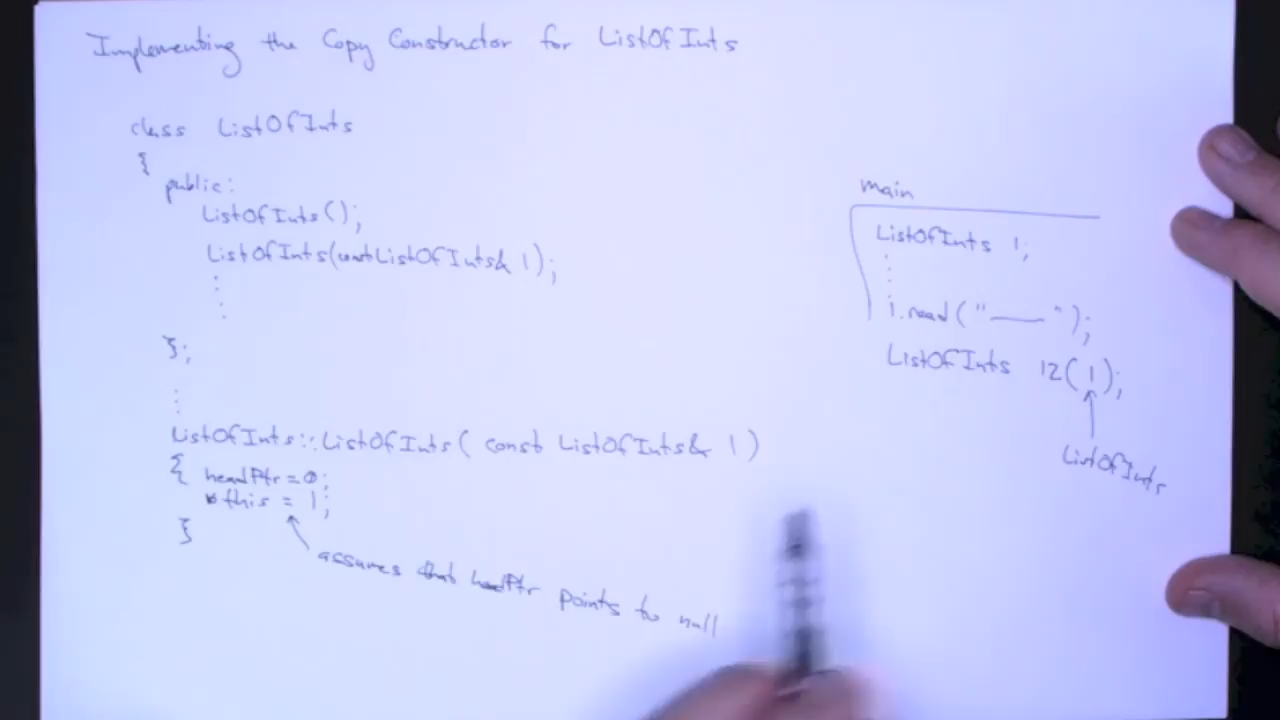 Implementing the Copy Constructor for ListOfInts
class ListOfInts
{
public:
ListOfInts();
ListOfInts(const ListOfInts& l);
};
ListOfInts::ListOfInts( const ListOfInts& l )
{ headPtr = 0;
*this = l;
}
assumes that headPtr points to null
main
ListOfInts l;
l.read("——");
ListOfInts l2(l);
ListOfInts